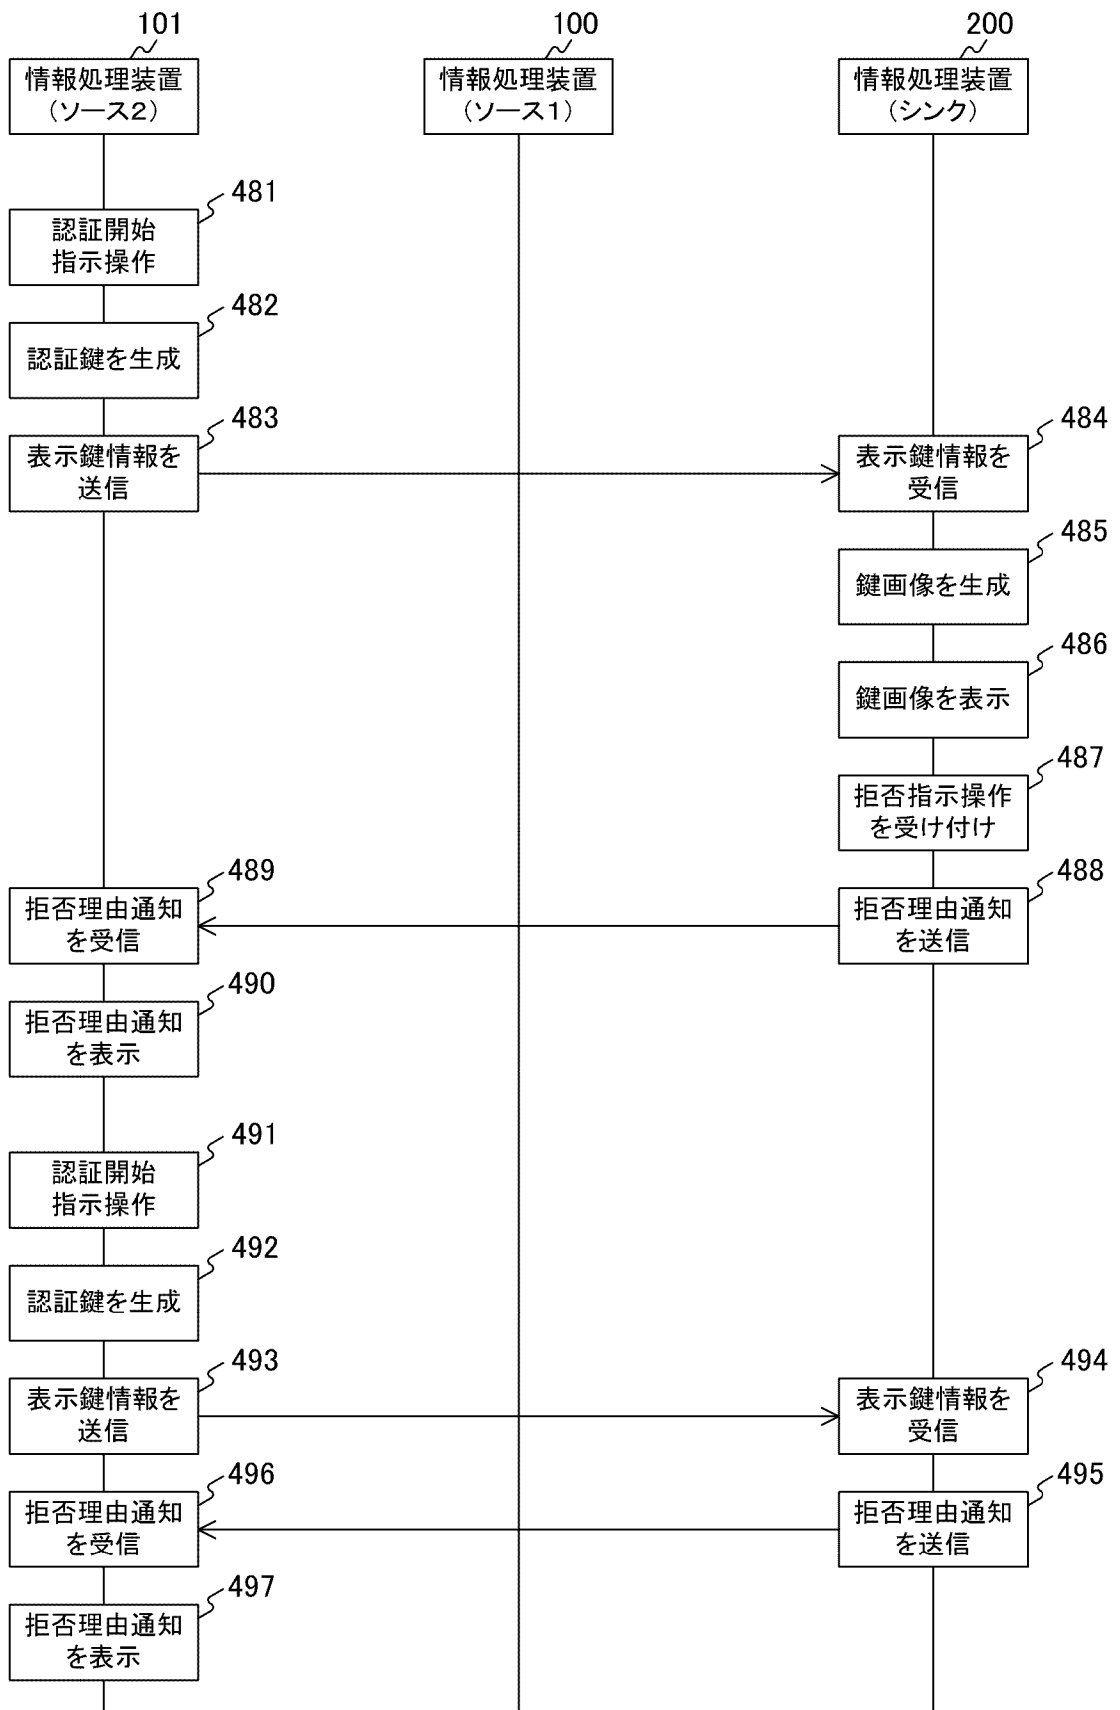 101
100
200
情報処理装置
(ソース2)
情報処理装置
(ソース1)
情報処理装置
(シンク)
481
認証開始
指示操作
482
認証鍵を生成
483
表示鍵情報を
送信
484
表示鍵情報を
受信
485
鍵画像を生成
486
鍵画像を表示
487
拒否指示操作
を受け付け
488
拒否理由通知
を送信
489
拒否理由通知
を受信
490
拒否理由通知
を表示
491
認証開始
指示操作
492
認証鍵を生成
493
表示鍵情報を
送信
494
表示鍵情報を
受信
495
拒否理由通知
を送信
496
拒否理由通知
を受信
497
拒否理由通知
を表示